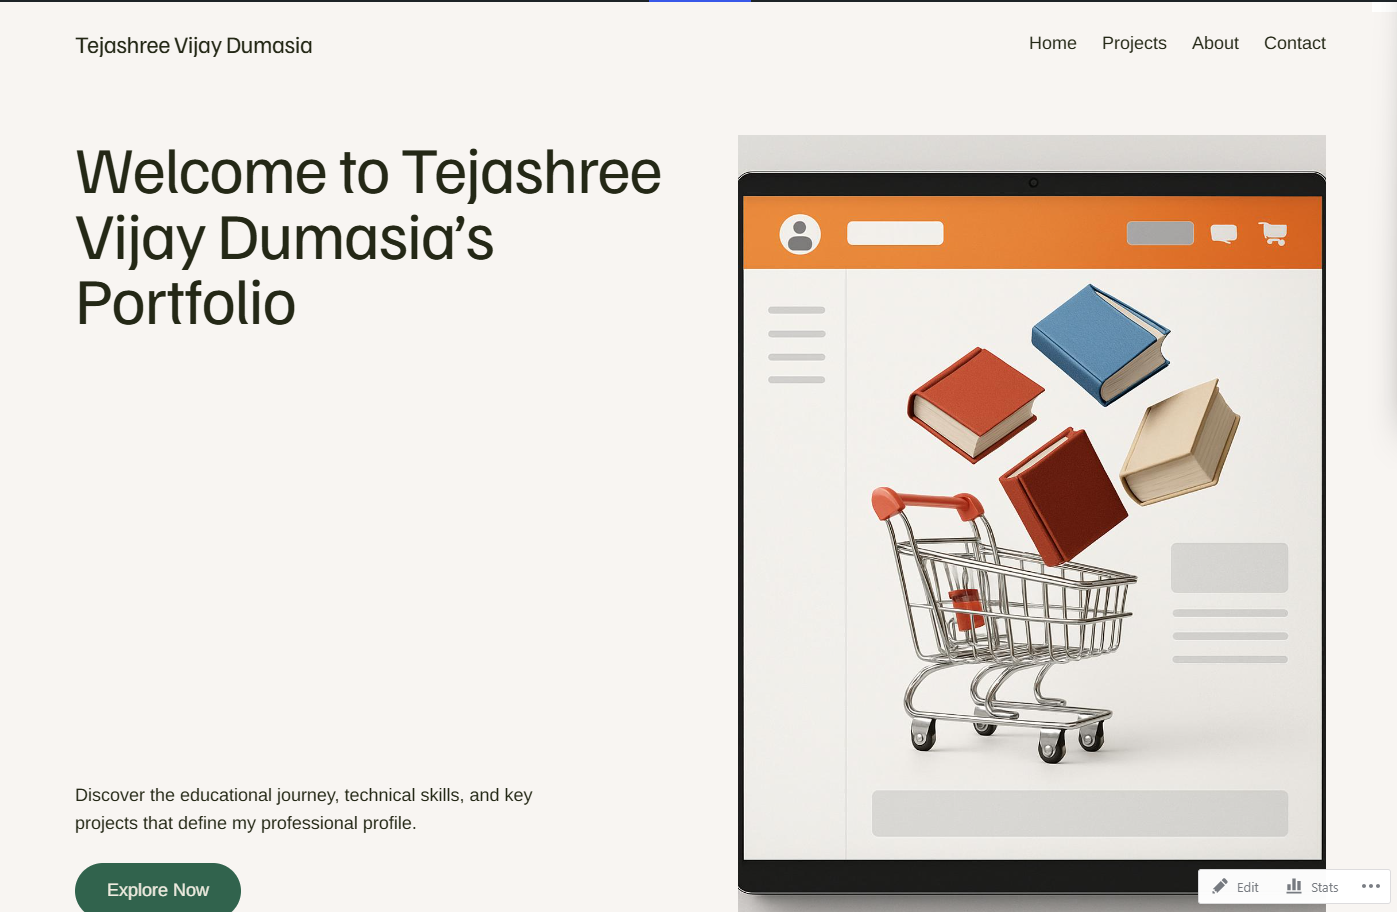 Tejashree Vijay Dumasia
Home Projects About Contact
Welcome to Tejashree
Vijay Dumasia’s
Portfolio
Discover the educational journey, technical skills, and key
projects that define my professional profile.
Explore Now
Edit Stats